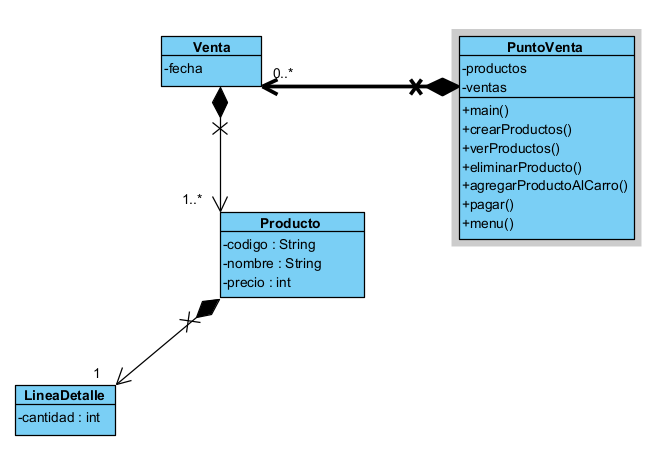 Venta
-fecha
0..*
PuntoVenta
-productos
-ventas
+main()
+crearProductos()
+verProductos()
+eliminarProducto()
+agregarProductoAlCarro()
+pagar()
+menu()
1..*
Producto
-codigo : String
-nombre : String
-precio : int
1
LineaDetalle
-cantidad : int